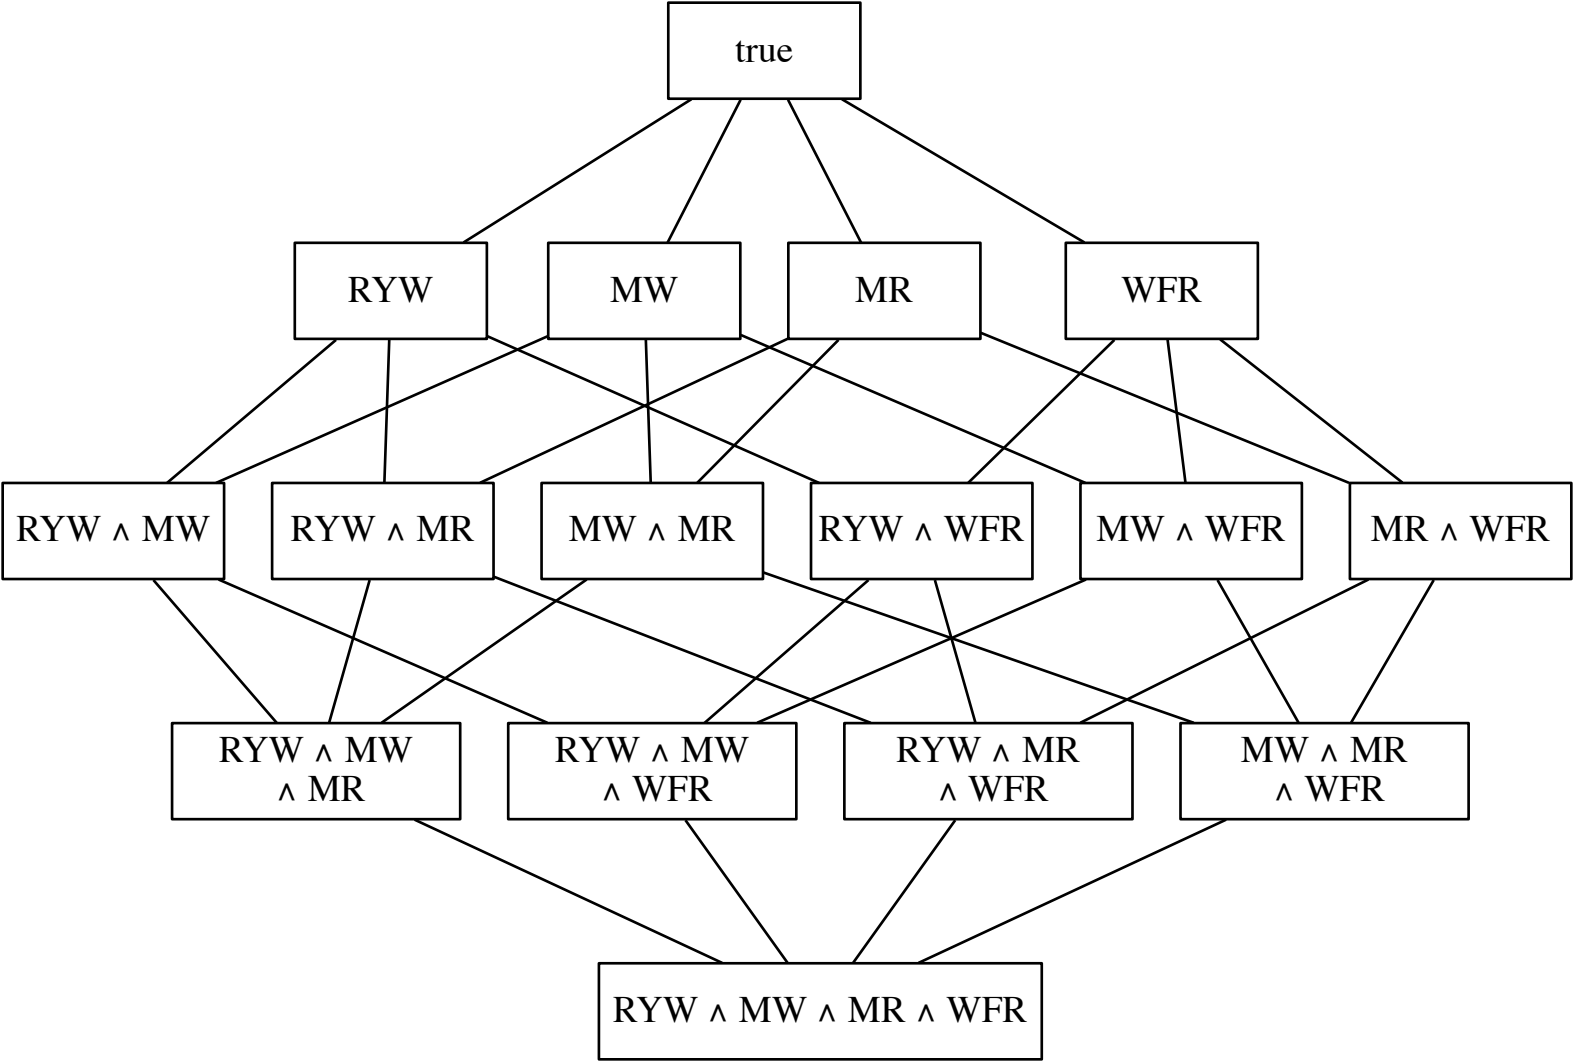 true
RYW
MW
MR
WFR
RYW ∧ MW
RYW ∧ MR
MW ∧ MR
RYW ∧ WFR
MW ∧ WFR
MR ∧ WFR
RYW ∧ MW
∧ MR
RYW ∧ MW
∧ WFR
RYW ∧ MR
∧ WFR
MW ∧ MR
∧ WFR
RYW ∧ MW ∧ MR ∧ WFR